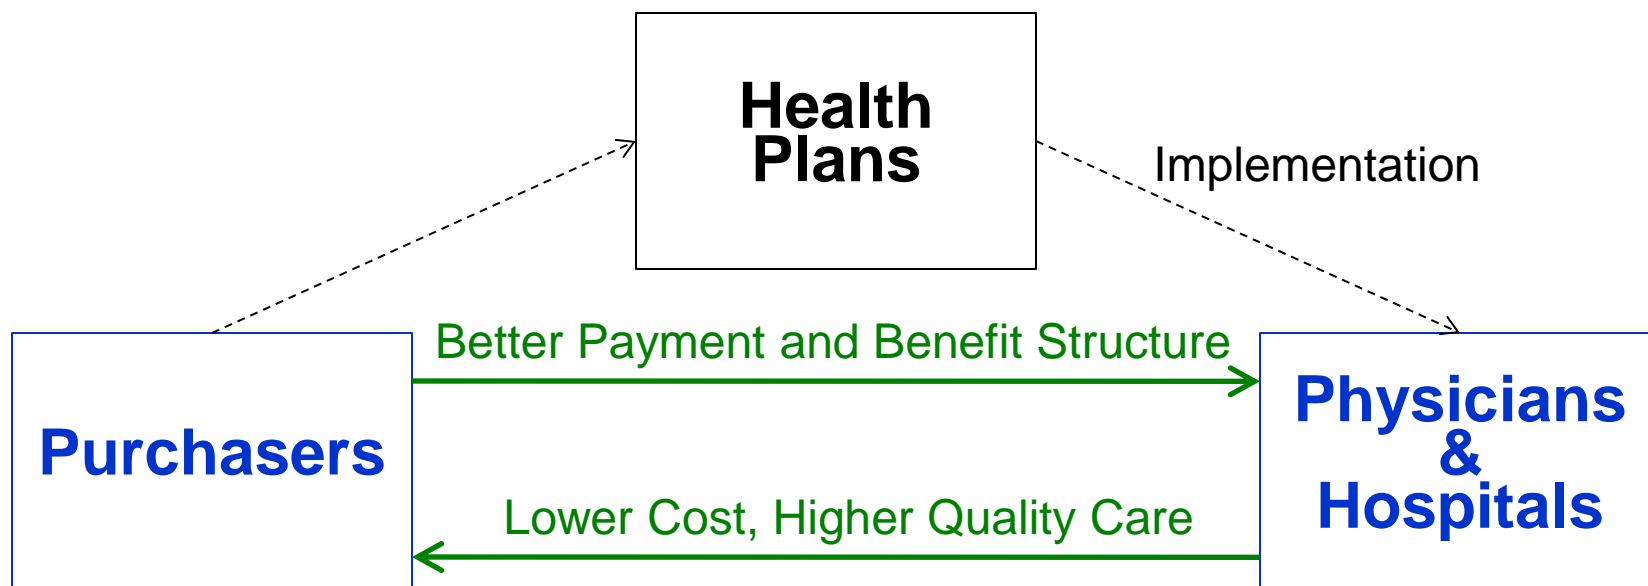 Health
Plans
Implementation
Better Payment and Benefit Structure
Purchasers
Physicians
&
Hospitals
Lower Cost, Higher Quality Care